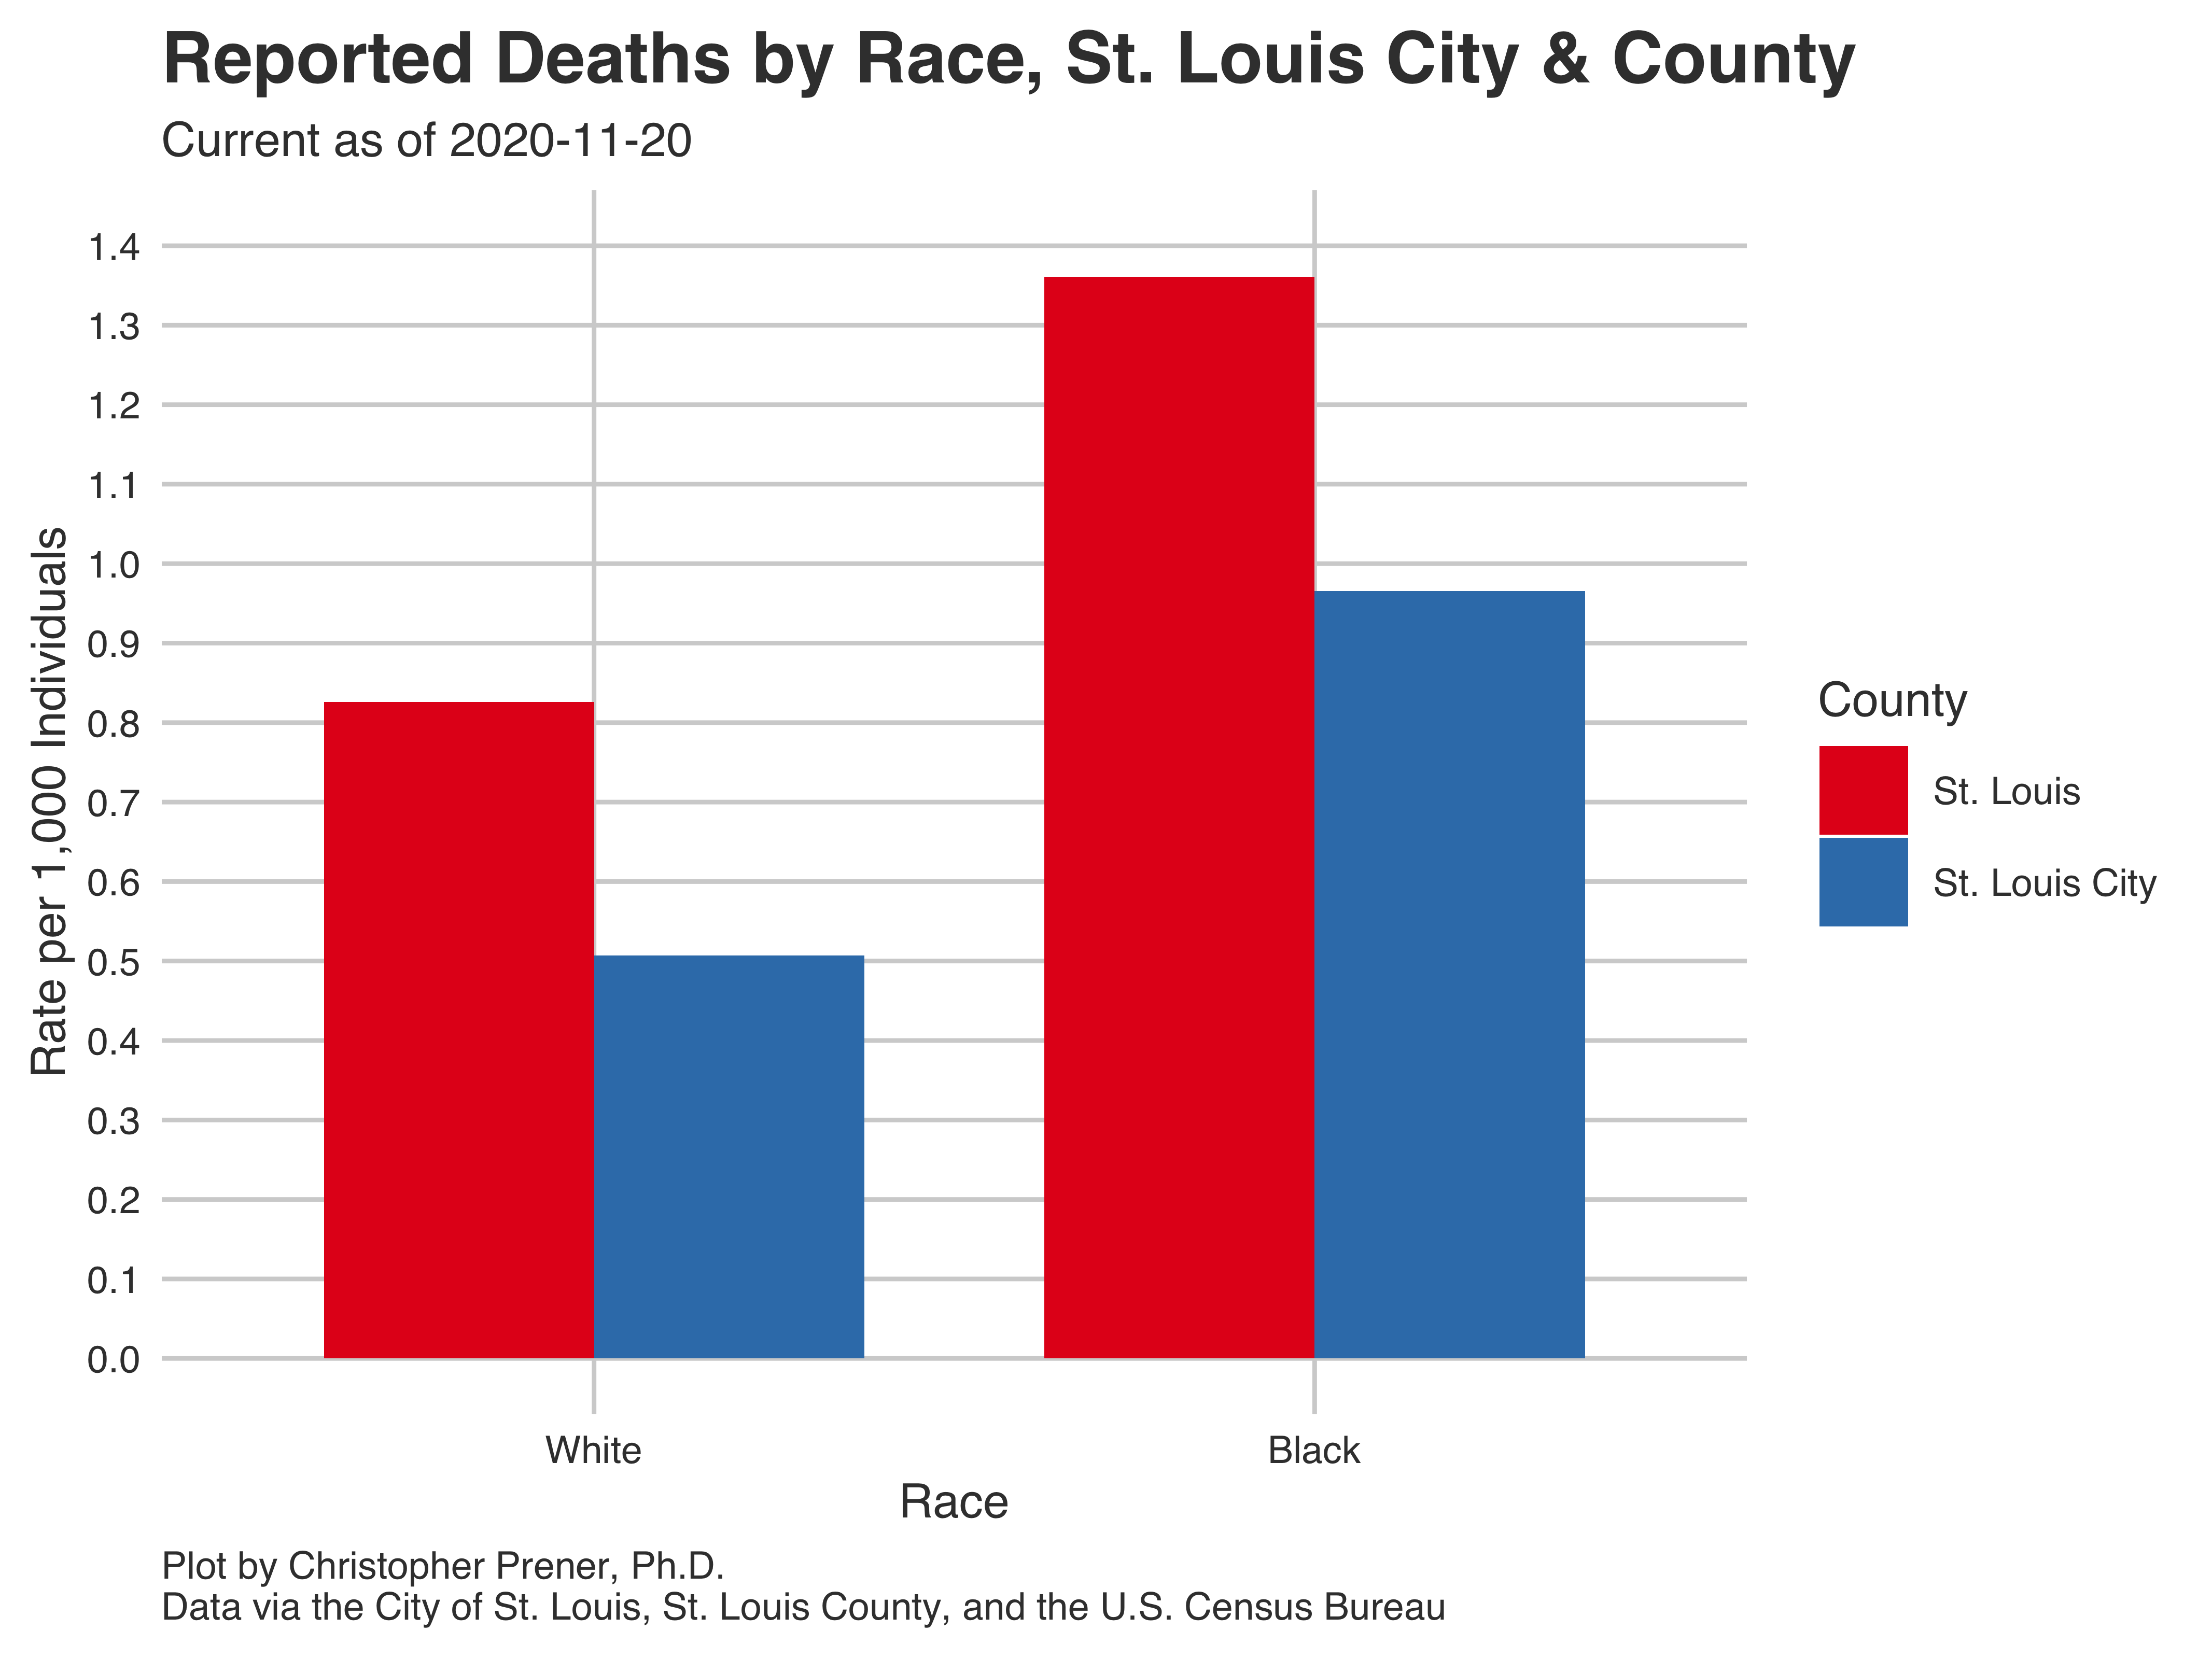 Reported Deaths by Race, St. Louis City & County
Current as of 2020-11-20
Rate per 1,000 Individuals
1.4
1.3
1.2
1.1
1.0
0.9
0.8
0.7
0.6
0.5
0.4
0.3
0.2
0.1
0.0
White
Black
Race
County
St. Louis
St. Louis City
Plot by Christopher Prener, Ph.D.
Data via the City of St. Louis, St. Louis County, and the U.S. Census Bureau